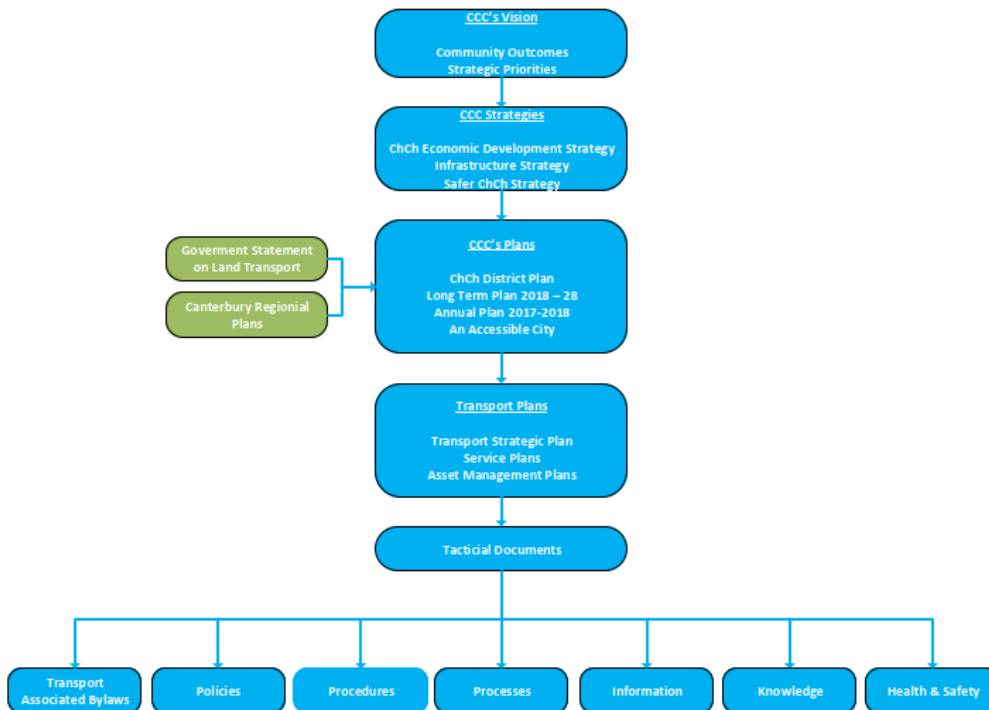 CCC's Vision
Community Outcomes
Strategic Priorities
CCC Strategies
ChCh Economic Development Strategy
Infrastructure Strategy
Safer ChCh Strategy
Goverment Statement
on Land Transport
Canterbury Regionial
Plans
CCC's Plans
ChCh District Plan
Long Term Plan 2018 – 28
Annual Plan 2017-2018
An Accessible City
Transport Plans
Transport Strategic Plan
Service Plans
Asset Management Plans
Tacticial Documents
Transport
Associated Bylaws
Policies
Procedures
Processes
Information
Knowledge
Health & Safety